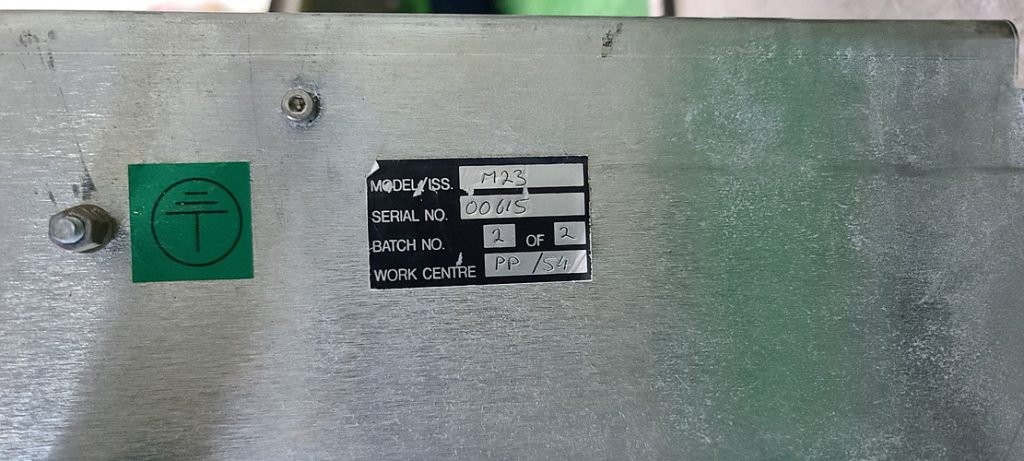 MODEL/ISS. M23
SERIAL NO. 00615
BATCH NO. 2 OF 2
WORK CENTRE PP/54